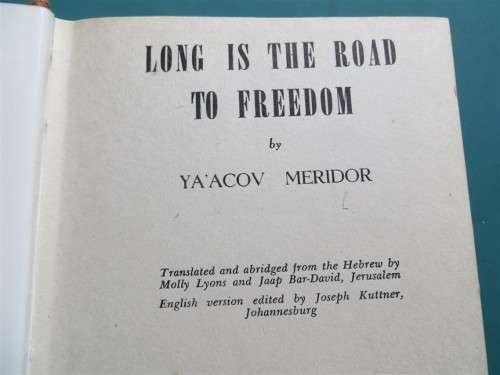 LONG IS THE ROAD
TO FREEDOM
by
YA'ACOV MERIDOR
Translated and abridged from the Hebrew by
Molly Lyons and Jaap Bar-David, Jerusalem
English version edited by Joseph Kuttner,
Johannesburg